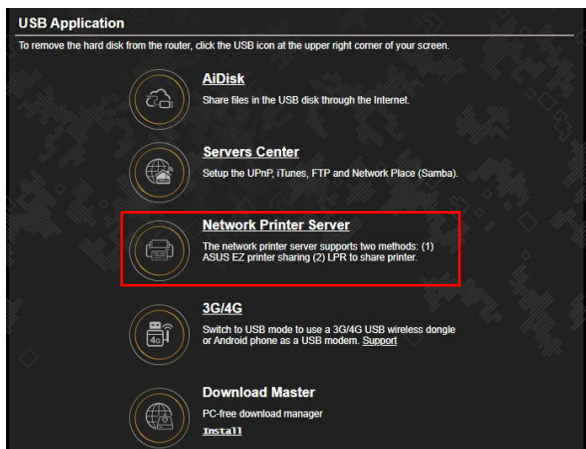 USB Application
To remove the hard disk from the router, click the USB icon at the upper right corner of your screen.
AiDisk
Share files in the USB disk through the Internet.
Servers Center
Setup the UPnP, iTunes, FTP and Network Place (Samba).
Network Printer Server
The network printer server supports two methods: (1)
ASUS EZ printer sharing (2) LPR to share printer.
3G/4G
4G
Switch to USB mode to use a 3G/4G USB wireless dongle
or Android phone as a USB modem. Support
Download Master
PC-free download manager
Install